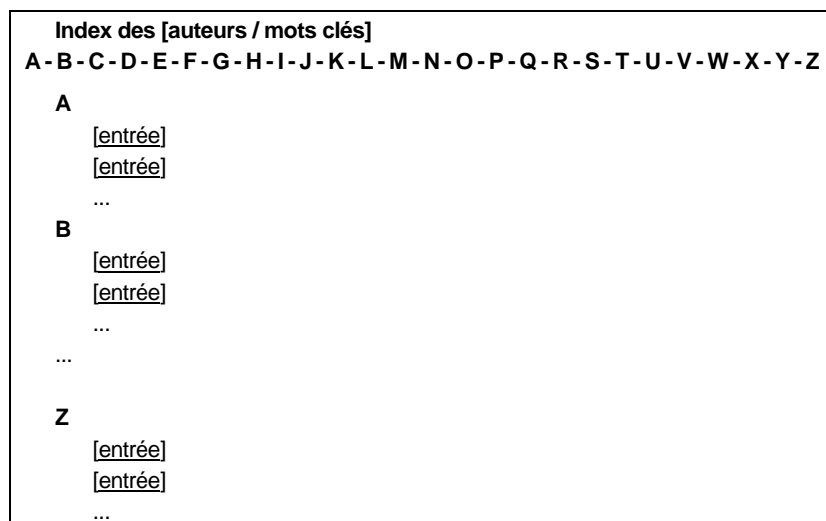 Index des [auteurs / mots clés]
A - B - C - D - E - F - G - H - I - J - K - L - M - N - O - P - Q - R - S - T - U - V - W - X - Y - Z
A
[entrée]
[entrée]
...
B
[entrée]
[entrée]
...
...
Z
[entrée]
[entrée]
...